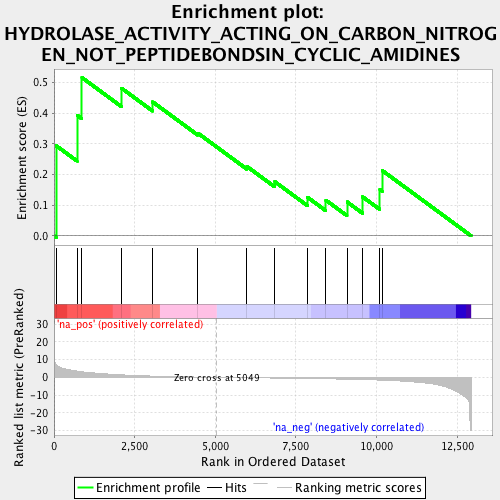 Enrichment plot:
HYDROLASE_ACTIVITY_ACTING_ON_CARBON_NITROG
EN_NOT_PEPTIDEBONDSIN_CYCLIC_AMIDINES
Enrichment score (ES)
0.5
0.4
0.3
0.2
0.1
0.0
Ranked list metric (PreRanked)
30
20
10
0
-10
-20
-30
'na_pos' (positively correlated)
Zero cross at 5049
'na_neg' (negatively correlated)
0 2,500 5,000 7,500 10,000 12,500
Rank in Ordered Dataset
Enrichment profile Hits Ranking metric scores